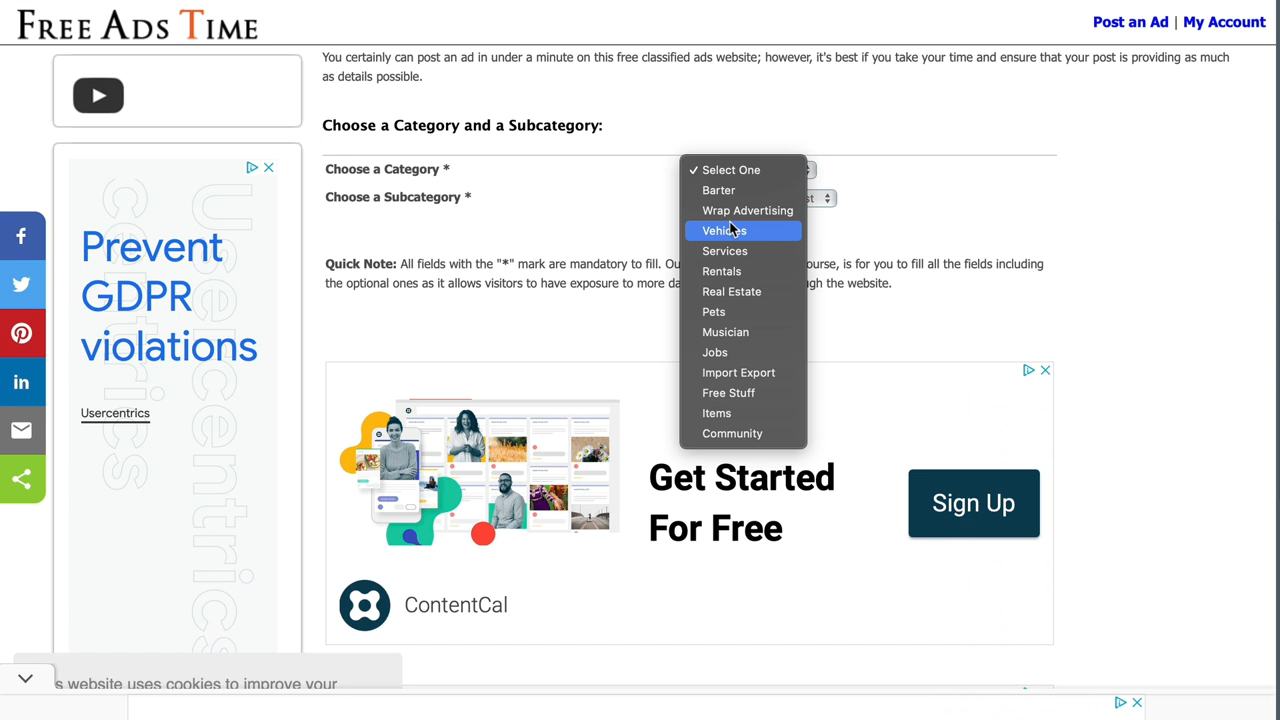 FREE ADS TIME
Post an Ad | My Account
You certainly can post an ad in under a minute on this free classified ads website; however, it's best if you take your time and ensure that your post is providing as much
as details possible.
Choose a Category and a Subcategory:
Choose a Category *
Choose a Subcategory *
✓ Select One
Barter
Wrap Advertising
Vehicles
Services
Rentals
Real Estate
Pets
Musician
Jobs
Import Export
Free Stuff
Items
Community
Quick Note: All fields with the "*" mark are mandatory to fill. Ou course, is for you to fill all the fields including
the optional ones as it allows visitors to have exposure to more da ugh the website.
Prevent
GDPR
violations
Usercentrics
Usercentrics
usercentrics
Get Started
For Free
Sign Up
ContentCal
s website uses cookies to improve your